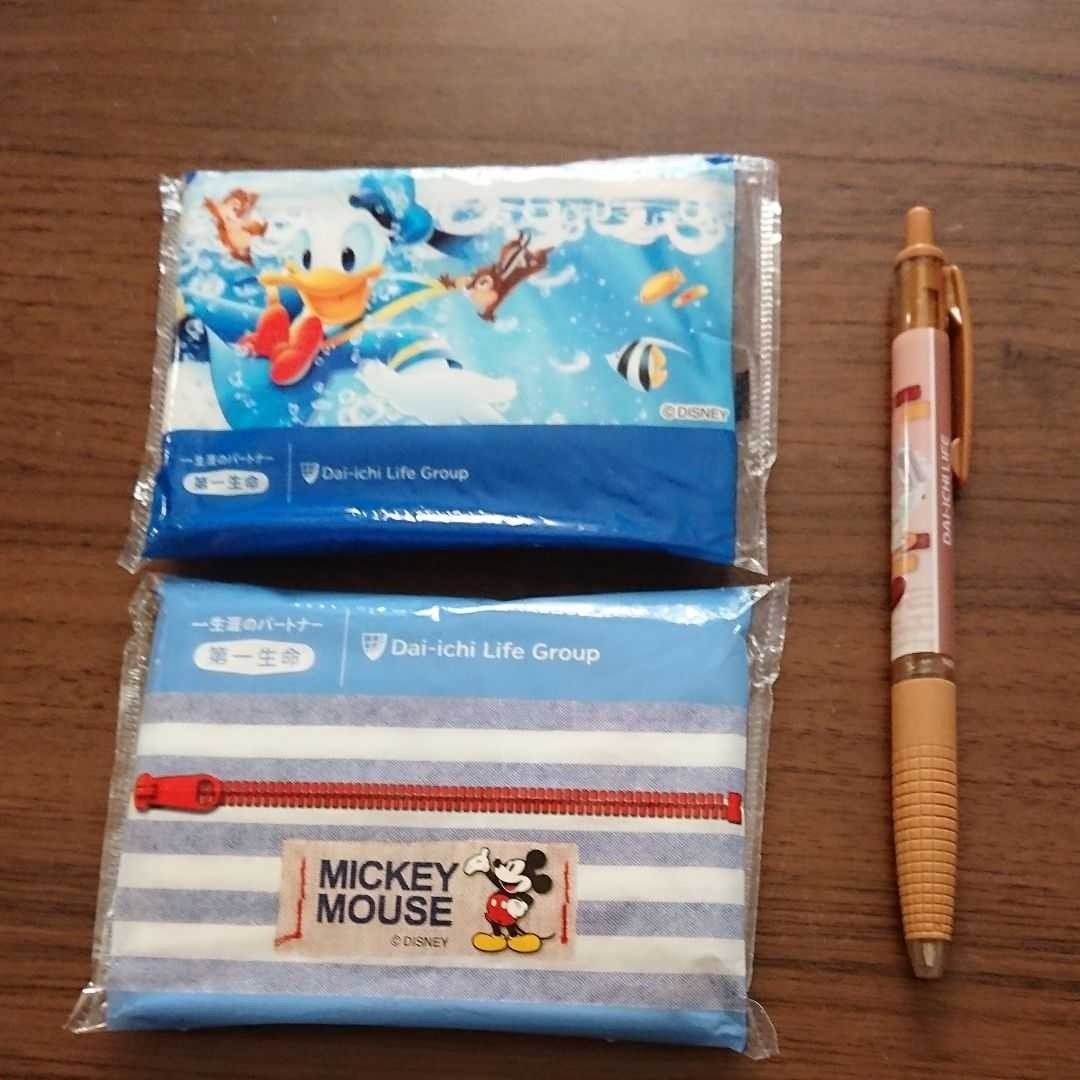 ©DISNEY
一生涯のパートナー
第一生命
Dai-ichi Life Group
一生涯のパートナー
第一生命
Dai-ichi Life Group
MICKEY
MOUSE
©DISNEY
DAI-ICHI LIFE